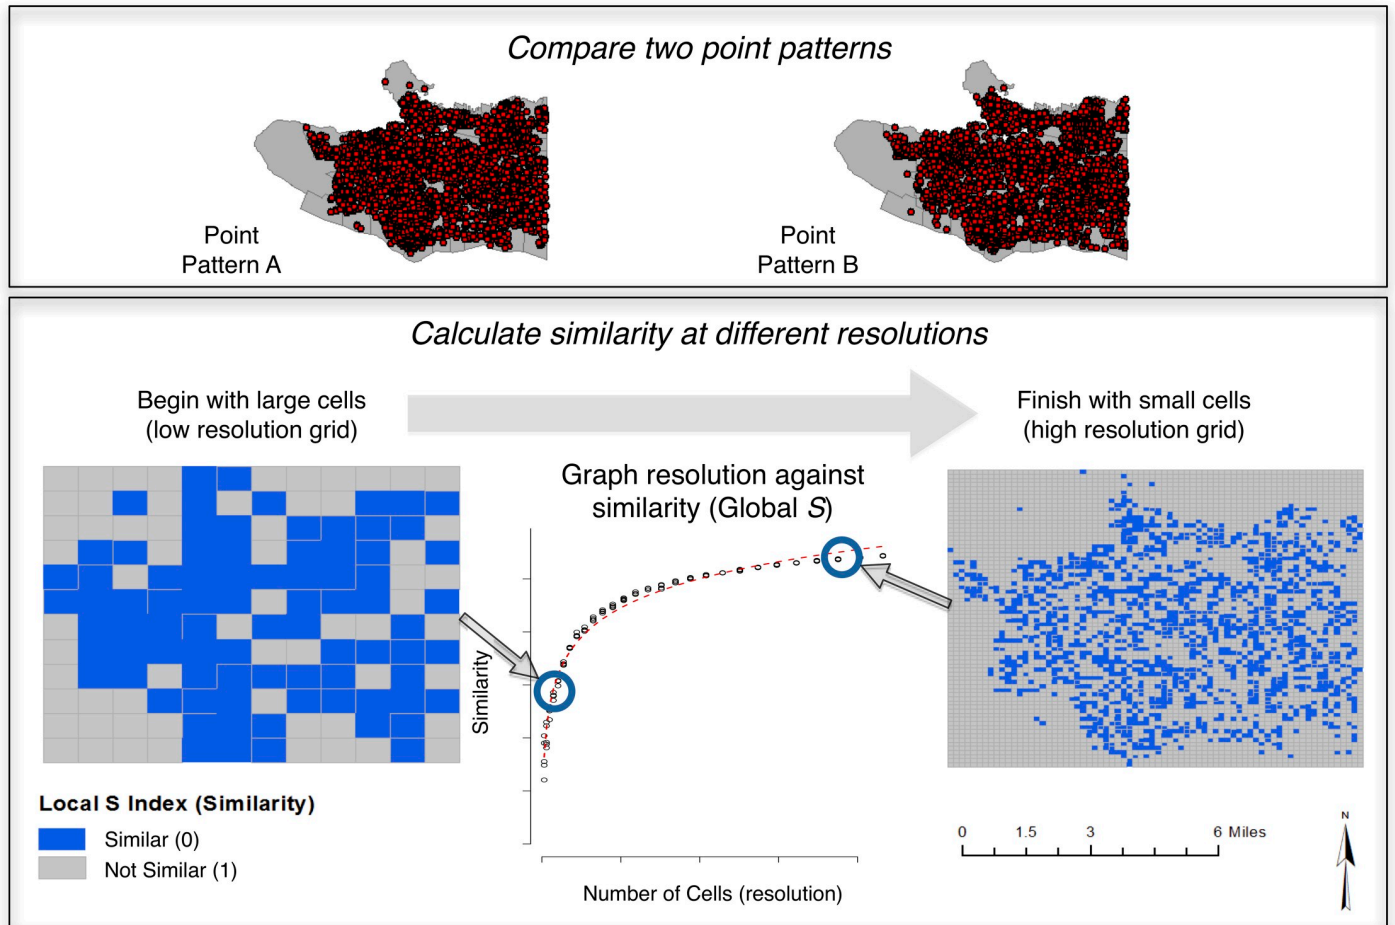 Compare two point patterns
Point
Pattern A
Point
Pattern B
Calculate similarity at different resolutions
Begin with large cells
(low resolution grid)
Finish with small cells
(high resolution grid)
Graph resolution against
similarity (Global S)
Similarity
Number of Cells (resolution)
Local S Index (Similarity)
Similar (0)
Not Similar (1)
0 1.5 3 6 Miles
N